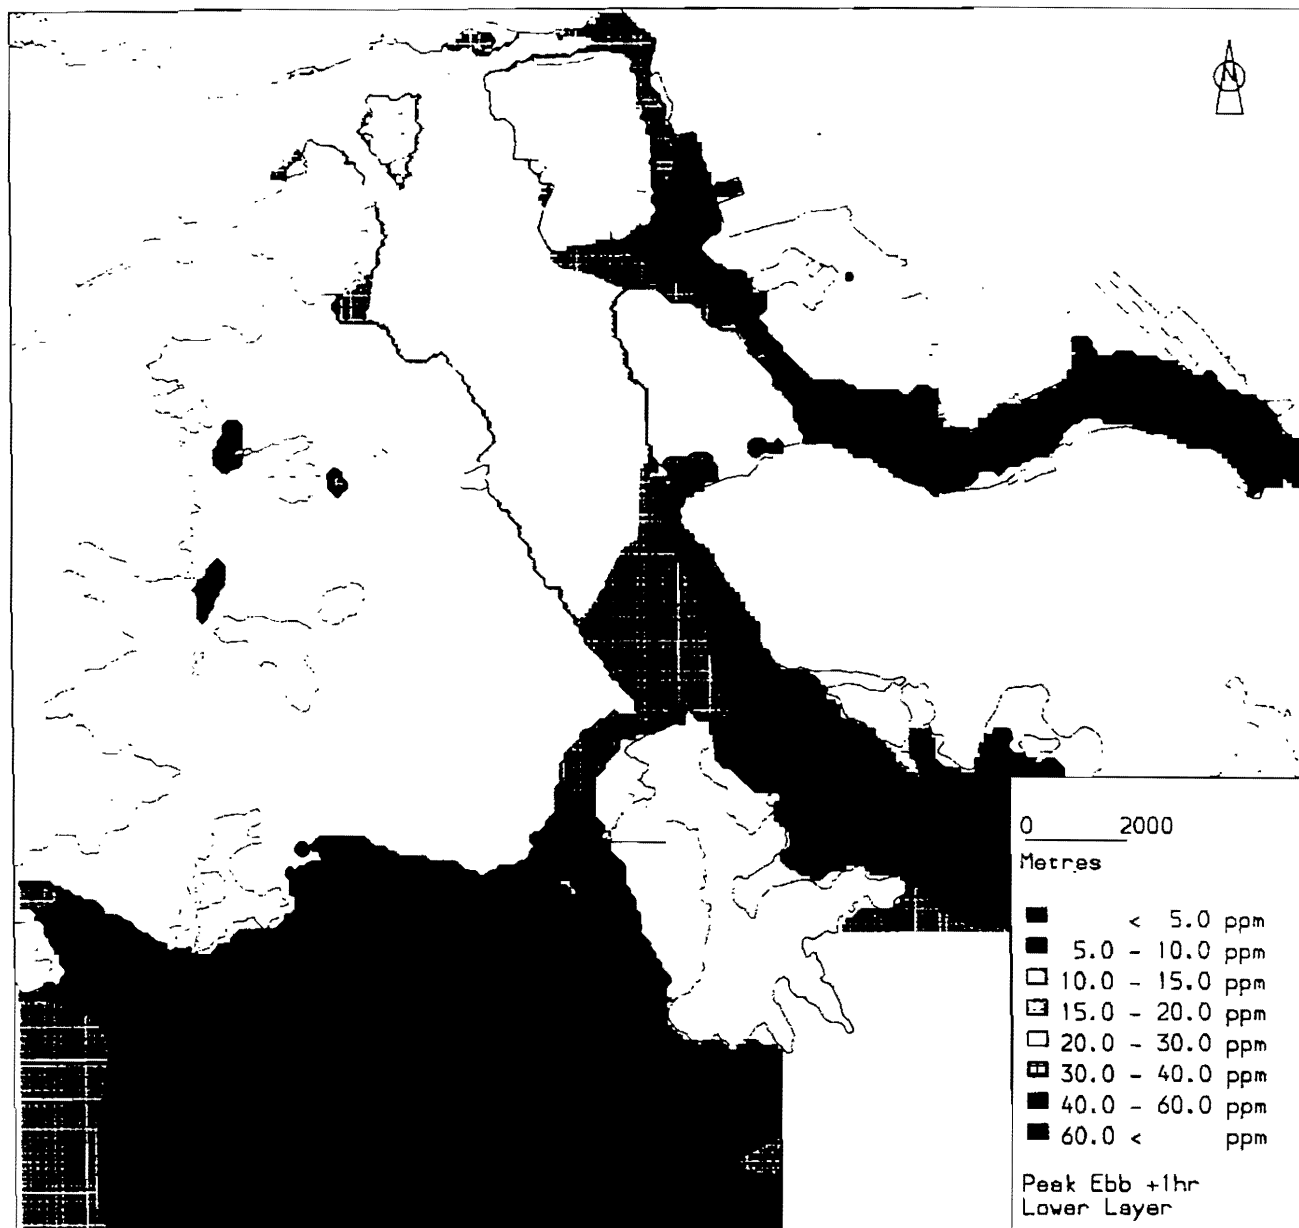 N
0 2000
Metres
< 5.0 ppm
5.0 - 10.0 ppm
10.0 - 15.0 ppm
15.0 - 20.0 ppm
20.0 - 30.0 ppm
30.0 - 40.0 ppm
40.0 - 60.0 ppm
60.0 < ppm
Peak Ebb +1hr
Lower Layer